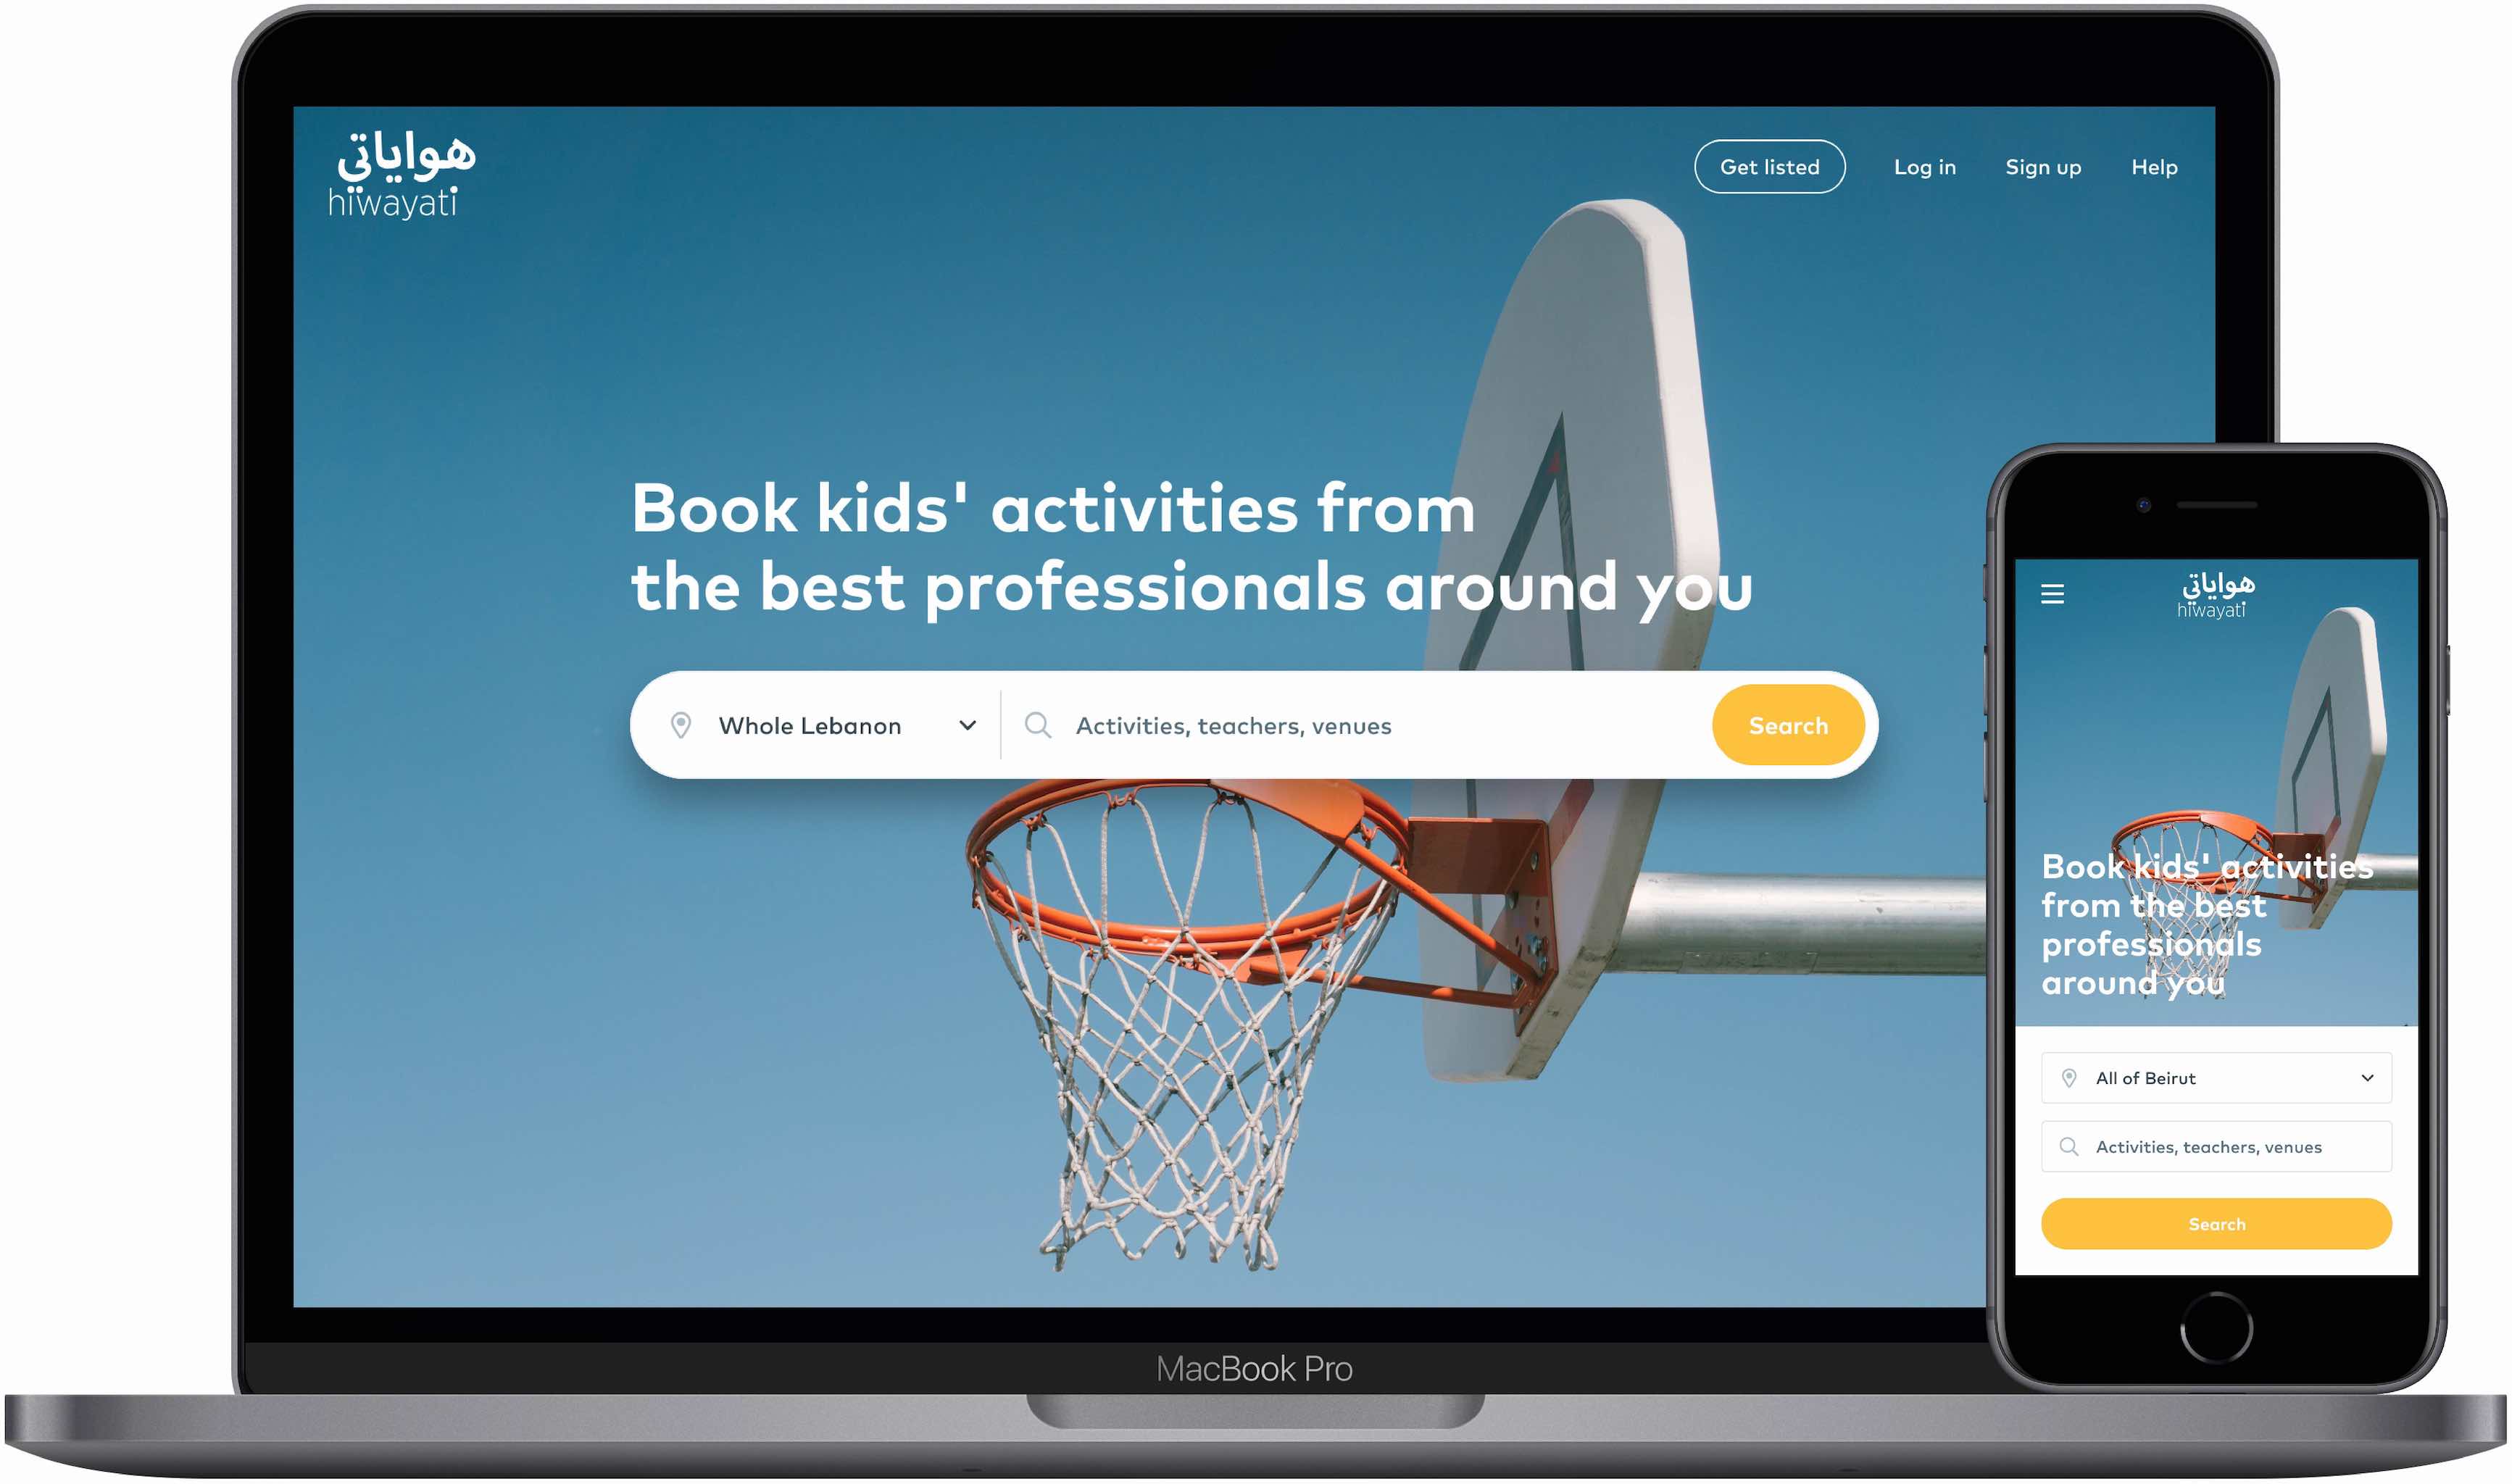 هواياتي
hiwayati
Get listed
Log in
Sign up
Help
Book kids' activities from
the best professionals around you
Whole Lebanon
Activities, teachers, venues
Search
MacBook Pro
هواياتي
hiwayati
Book kids' activities
from the best
professionals
around you
All of Beirut
Activities, teachers, venues
Search